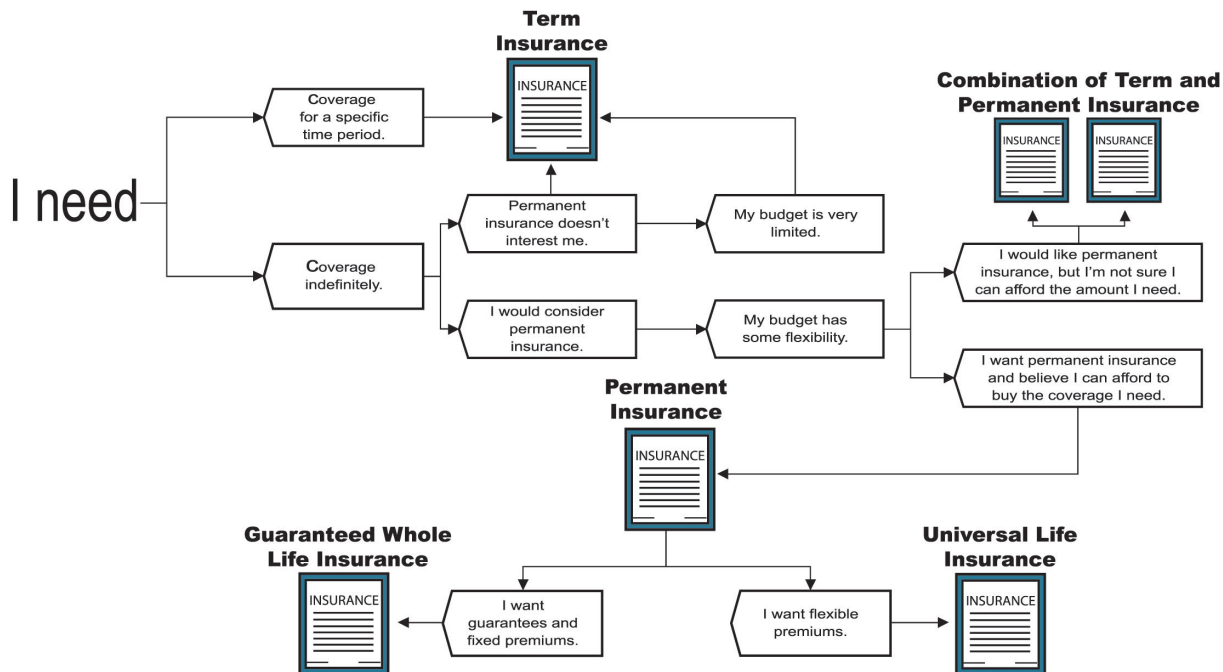 Term
Insurance
INSURANCE
Combination of Term and
Permanent Insurance
INSURANCE
INSURANCE
I need
Coverage
for a specific
time period.
Coverage
indefinitely.
Permanent
insurance doesn't
interest me.
My budget is very
limited.
I would consider
permanent
insurance.
My budget has
some flexibility.
I would like permanent
insurance, but I'm not sure I
can afford the amount I need.
I want permanent insurance
and believe I can afford to
buy the coverage I need.
Permanent
Insurance
INSURANCE
Guaranteed Whole
Life Insurance
INSURANCE
I want
guarantees and
fixed premiums.
I want flexible
premiums.
Universal Life
Insurance
INSURANCE